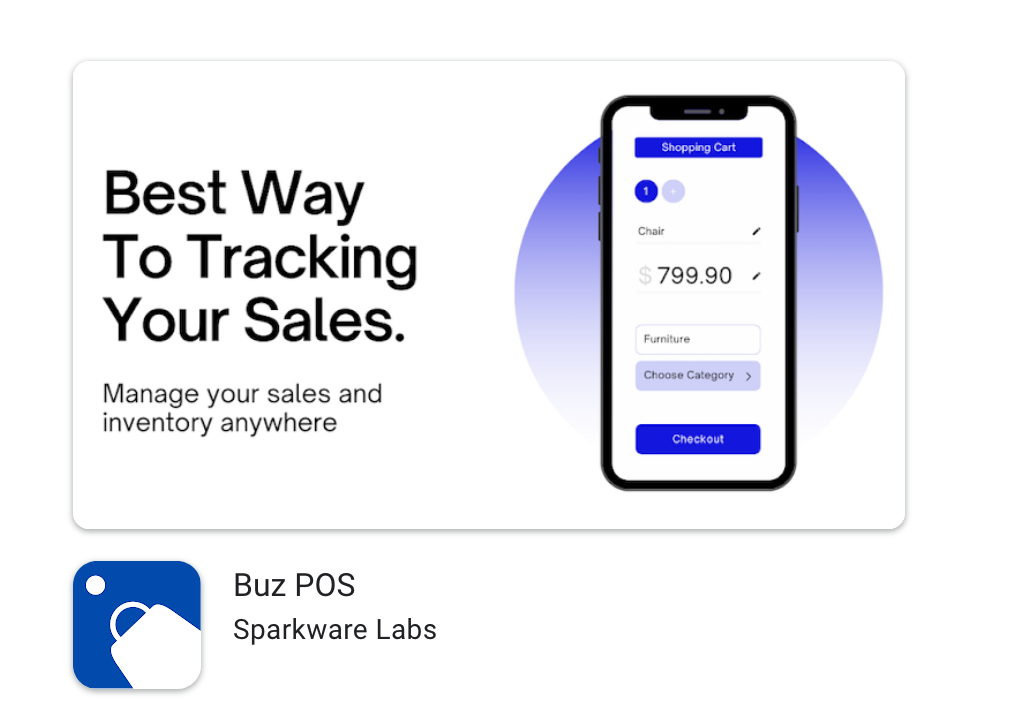 Best Way
To Tracking
Your Sales.
Manage your sales and
inventory anywhere
Shopping Cart
1 +
Chair
$ 799.90
Furniture
Choose Category >
Checkout
Buz POS
Sparkware Labs